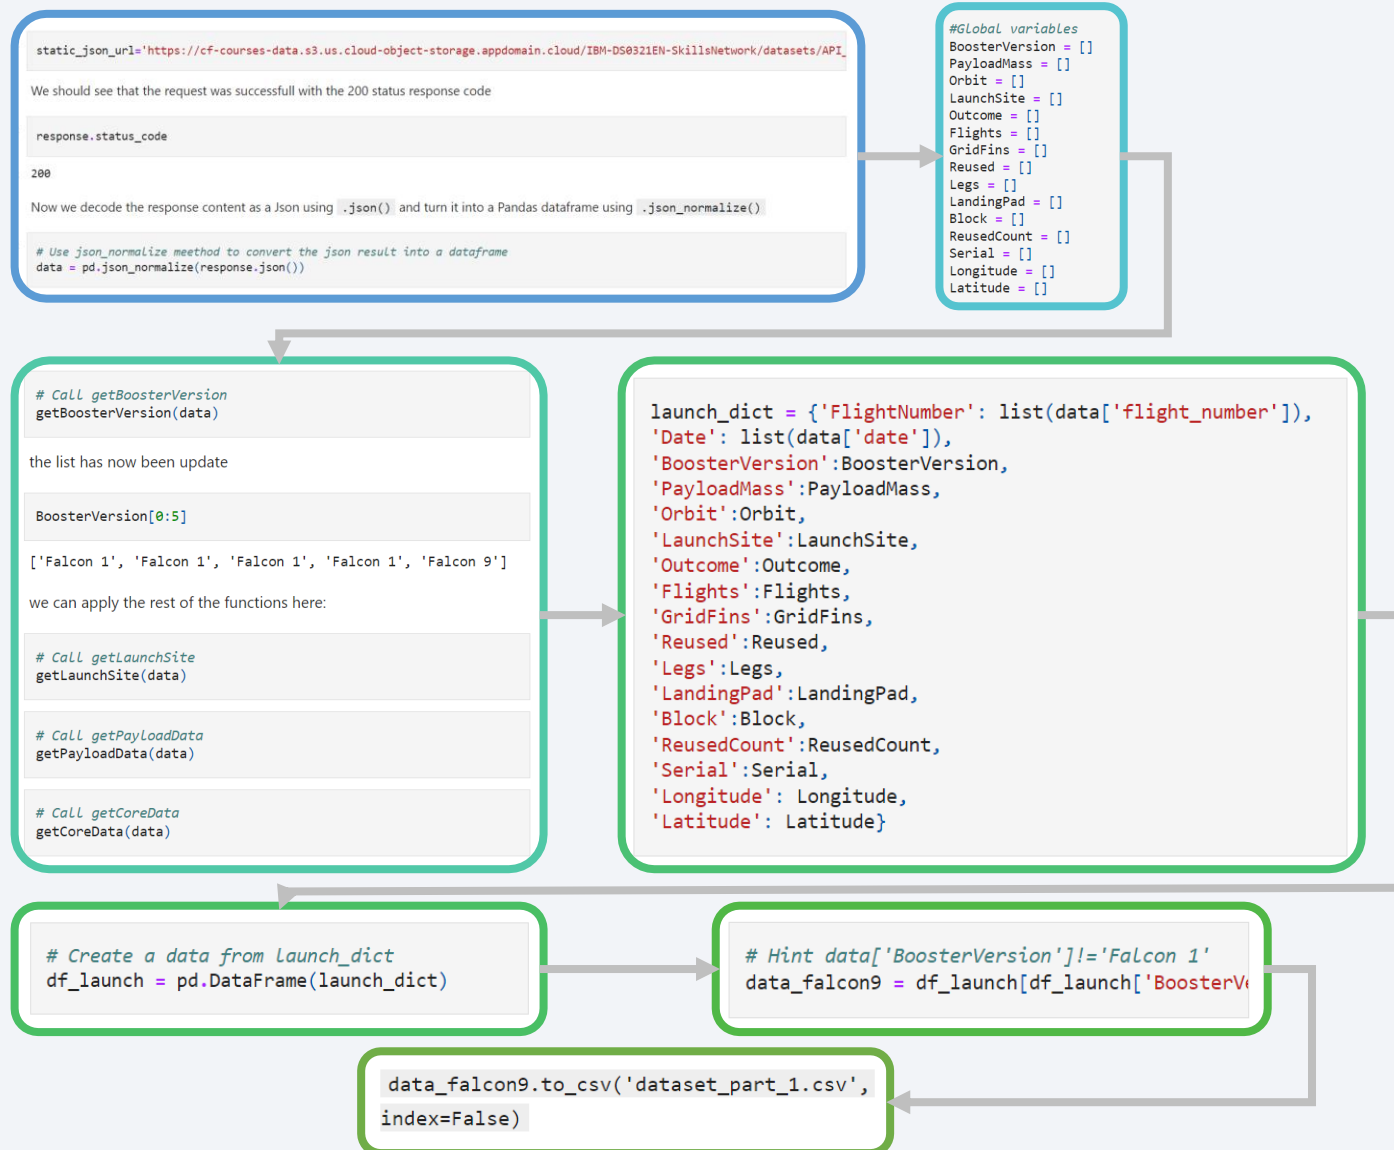 static_json_url='https://cf-courses-data.s3.us.cloud-object-storage.appdomain.cloud/IBM-DS0321EN-SkillsNetwork/datasets/API_
We should see that the request was successfull with the 200 status response code
response.status_code
200
Now we decode the response content as a Json using .json() and turn it into a Pandas dataframe using .json_normalize()
# Use json_normalize meethod to convert the json result into a dataframe
data = pd.json_normalize(response.json())
#Global variables
BoosterVersion = []
PayloadMass = []
Orbit = []
LaunchSite = []
Outcome = []
Flights = []
GridFins = []
Reused = []
Legs = []
LandingPad = []
Block = []
ReusedCount = []
Serial = []
Longitude = []
Latitude = []
# Call getBoosterVersion
getBoosterVersion(data)
the list has now been update
BoosterVersion[0:5]
['Falcon 1', 'Falcon 1', 'Falcon 1', 'Falcon 1', 'Falcon 9']
we can apply the rest of the functions here:
# Call getLaunchSite
getLaunchSite(data)
# Call getPayloadData
getPayloadData(data)
# Call getCoreData
getCoreData(data)
launch_dict = {'FlightNumber': list(data['flight_number']),
'Date': list(data['date']),
'BoosterVersion':BoosterVersion,
'PayloadMass':PayloadMass,
'Orbit':Orbit,
'LaunchSite':LaunchSite,
'Outcome':Outcome,
'Flights':Flights,
'GridFins':GridFins,
'Reused':Reused,
'Legs':Legs,
'LandingPad':LandingPad,
'Block':Block,
'ReusedCount':ReusedCount,
'Serial':Serial,
'Longitude': Longitude,
'Latitude': Latitude}
# Create a data from launch_dict
df_launch = pd.DataFrame(launch_dict)
# Hint data['BoosterVersion']!='Falcon 1'
data_falcon9 = df_launch[df_launch['BoosterVe
data_falcon9.to_csv('dataset_part_1.csv',
index=False)